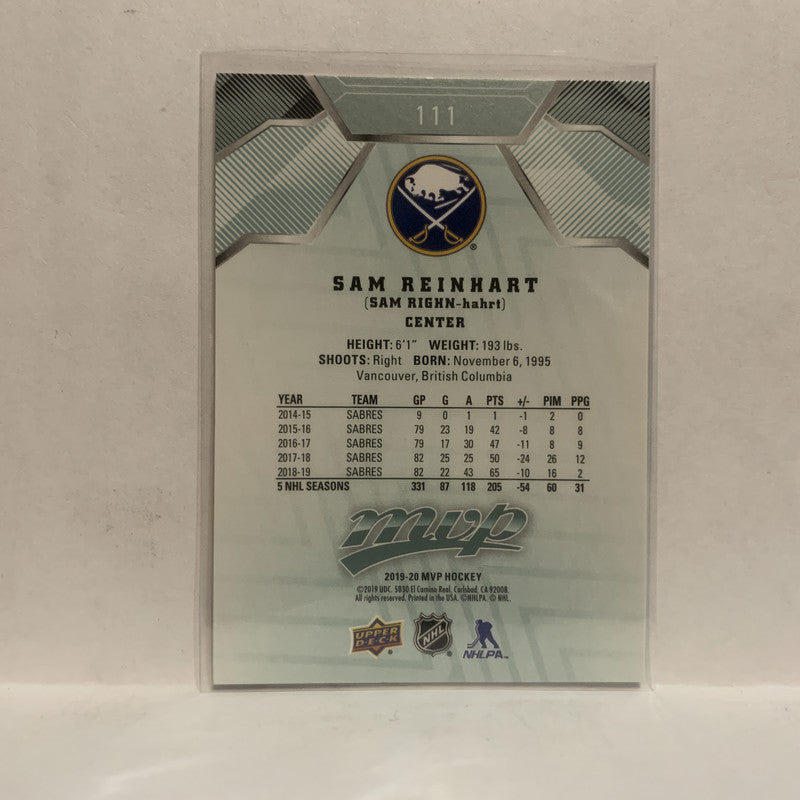 111
SAM REINHART
(SAM RIGHN-hahrt)
CENTER
HEIGHT: 6'1" WEIGHT: 193 lbs.
SHOOTS: Right BORN: November 6, 1995
Vancouver, British Columbia
YEAR TEAM GP G A PTS +/- PIM PPG
2014-15 SABRES 9 0 1 1 -1 2 0
2015-16 SABRES 79 23 19 42 -8 8 8
2016-17 SABRES 79 17 30 47 -11 8 9
2017-18 SABRES 82 25 25 50 -24 26 12
2018-19 SABRES 82 22 43 65 -10 16 2
5 NHL SEASONS 331 87 118 205 -54 60 31
mvp
2019-20 MVP HOCKEY
©2019 UDC. 5830 El Camino Real, Carlsbad, CA 92008.
All rights reserved. Printed in the USA. ©NHLPA. © NHL.
UPPER DECK ® NHL ® NHLPA™